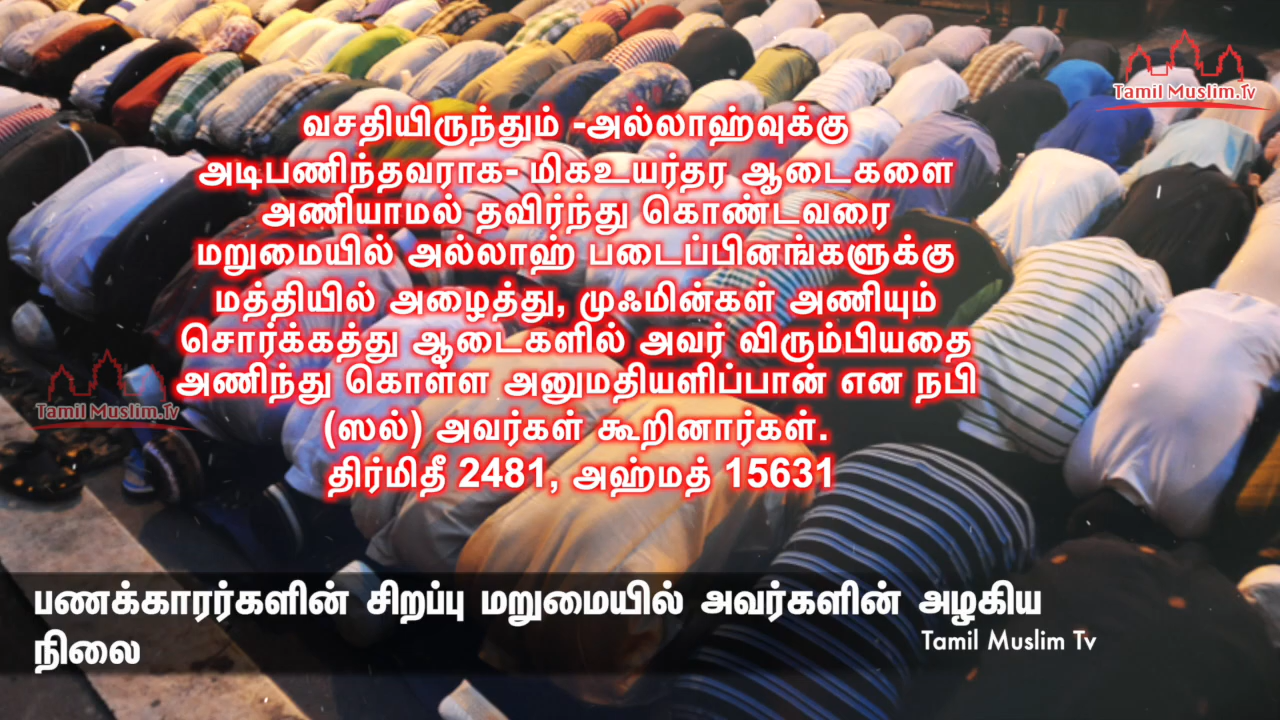 Tamil Muslim.Tv
வசதியிருந்தும் -அல்லாஹ்வுக்கு
அடிபணிந்தவராக- மிகஉயர்தர ஆடைகளை
அணியாமல் தவிர்ந்து கொண்டவரை
மறுமையில் அல்லாஹ் படைப்பினங்களுக்கு
மத்தியில் அழைத்து, முஃமின்கள் அணியும்
சொர்க்கத்து ஆடைகளில் அவர் விரும்பியதை
அணிந்து கொள்ள அனுமதியளிப்பான் என நபி
(ஸல்) அவர்கள் கூறினார்கள்.
திர்மிதீ 2481, அஹ்மத் 15631
Tamil Muslim.Tv
பணக்காரர்களின் சிறப்பு மறுமையில் அவர்களின் அழகிய
நிலை
Tamil Muslim Tv